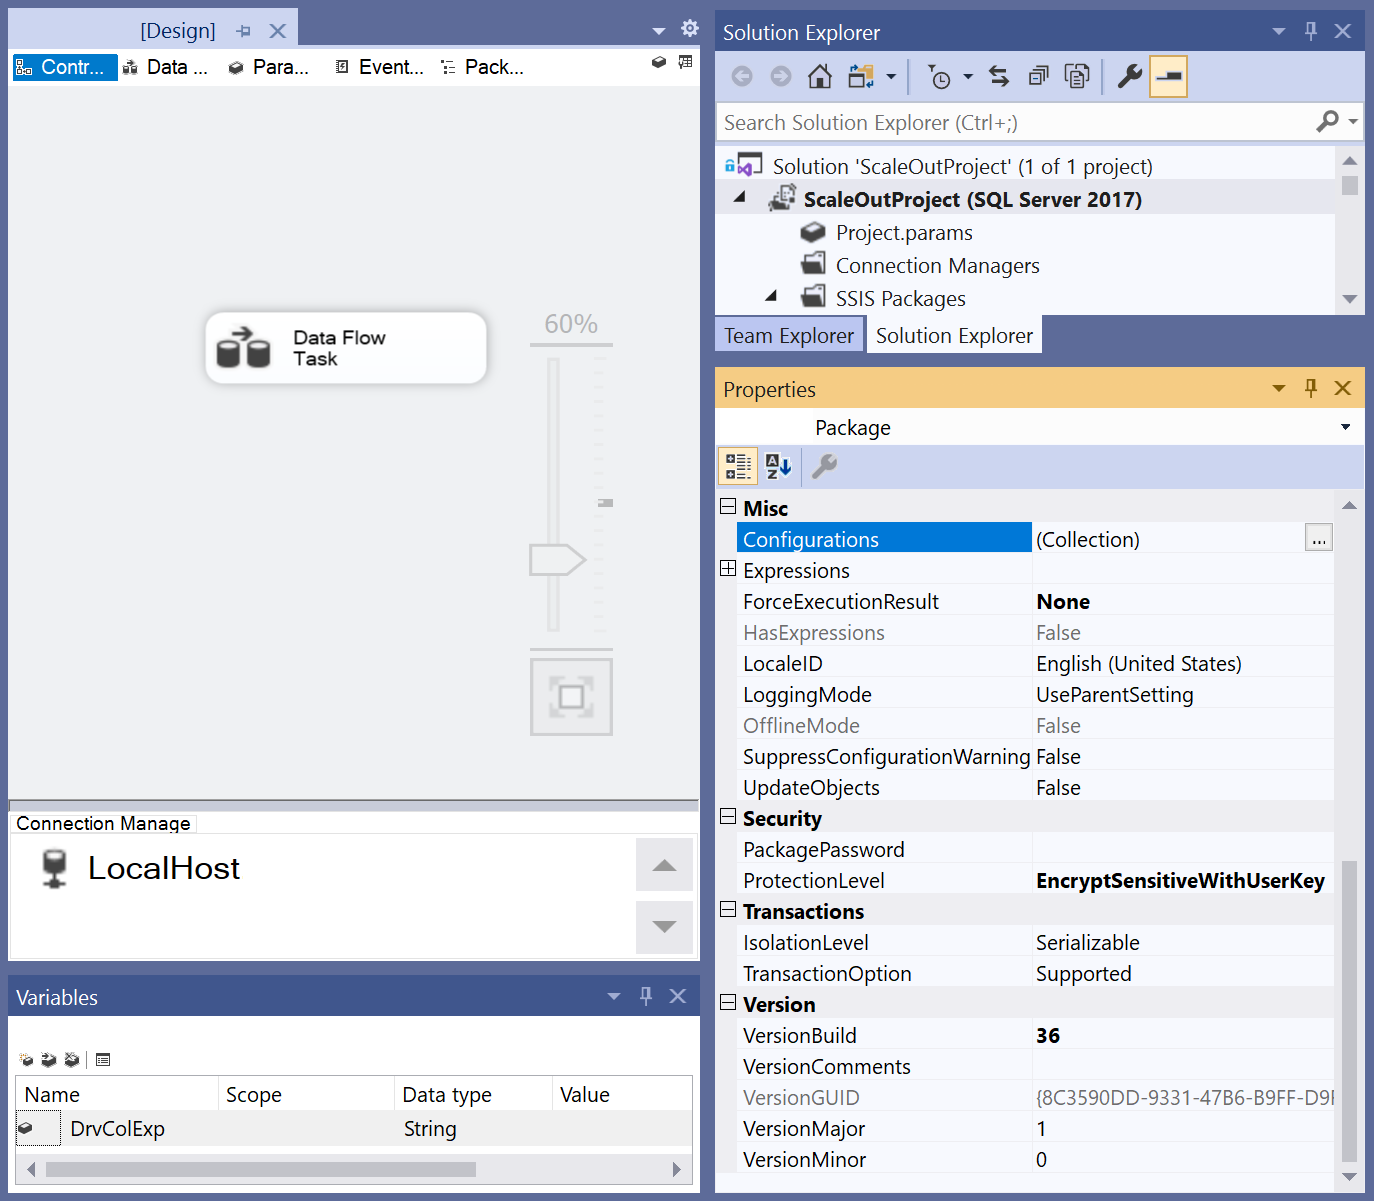 [Design]
Contr... Data ... Para... Event... Pack...
60%
Data Flow
Task
Connection Manage
LocalHost
Variables
Name Scope Data type Value
DrvColExp String
Solution Explorer
Search Solution Explorer (Ctrl+;)
Solution 'ScaleOutProject' (1 of 1 project)
ScaleOutProject (SQL Server 2017)
Project.params
Connection Managers
SSIS Packages
Team Explorer Solution Explorer
Properties
Package
Misc
Configurations (Collection) ...
Expressions
ForceExecutionResult None
HasExpressions False
LocaleID English (United States)
LoggingMode UseParentSetting
OfflineMode False
SuppressConfigurationWarning False
UpdateObjects False
Security
PackagePassword
ProtectionLevel EncryptSensitiveWithUserKey
Transactions
IsolationLevel Serializable
TransactionOption Supported
Version
VersionBuild 36
VersionComments
VersionGUID {8C3590DD-9331-47B6-B9FF-D9F
VersionMajor 1
VersionMinor 0